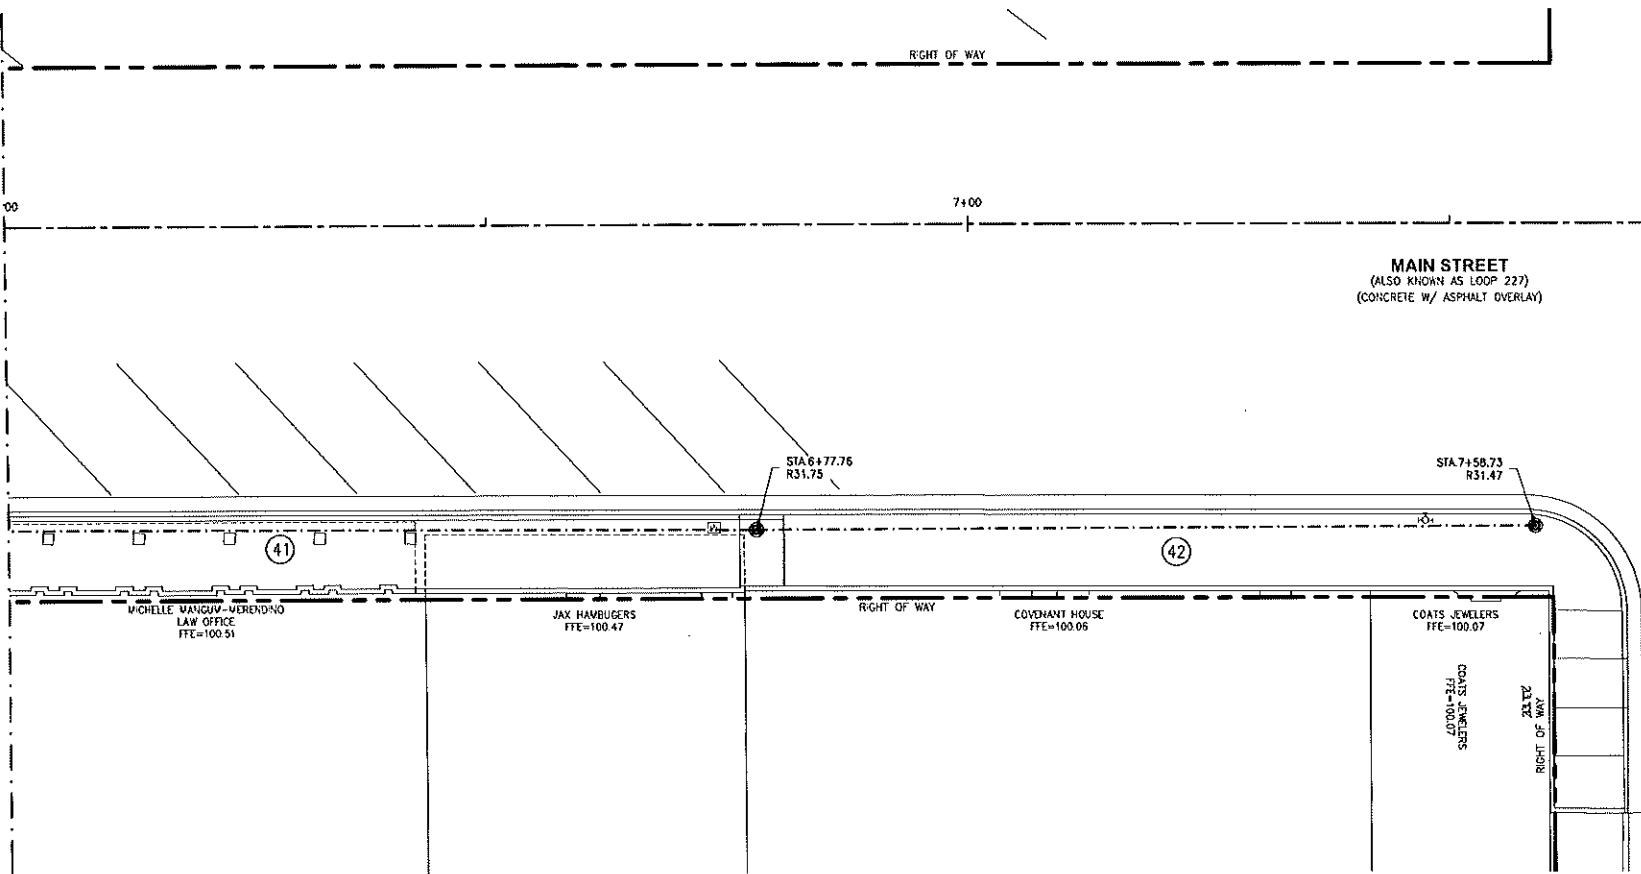 RIGHT OF WAY
00
7+00
MAIN STREET
(ALSO KNOWN AS LOOP 227)
(CONCRETE W/ ASPHALT OVERLAY)
STA.6+77.76
R31.75
STA.7+58.73
R31.47
41
42
MICHELLE MANGUM-MERENDINO
LAW OFFICE
FFE=100.51
JAX HAMBUGERS
FFE=100.47
RIGHT OF WAY
COVENANT HOUSE
FFE=100.06
COATS JEWELERS
FFE=100.07
COATS JEWELERS
FFE=100.07
RIGHT OF WAY